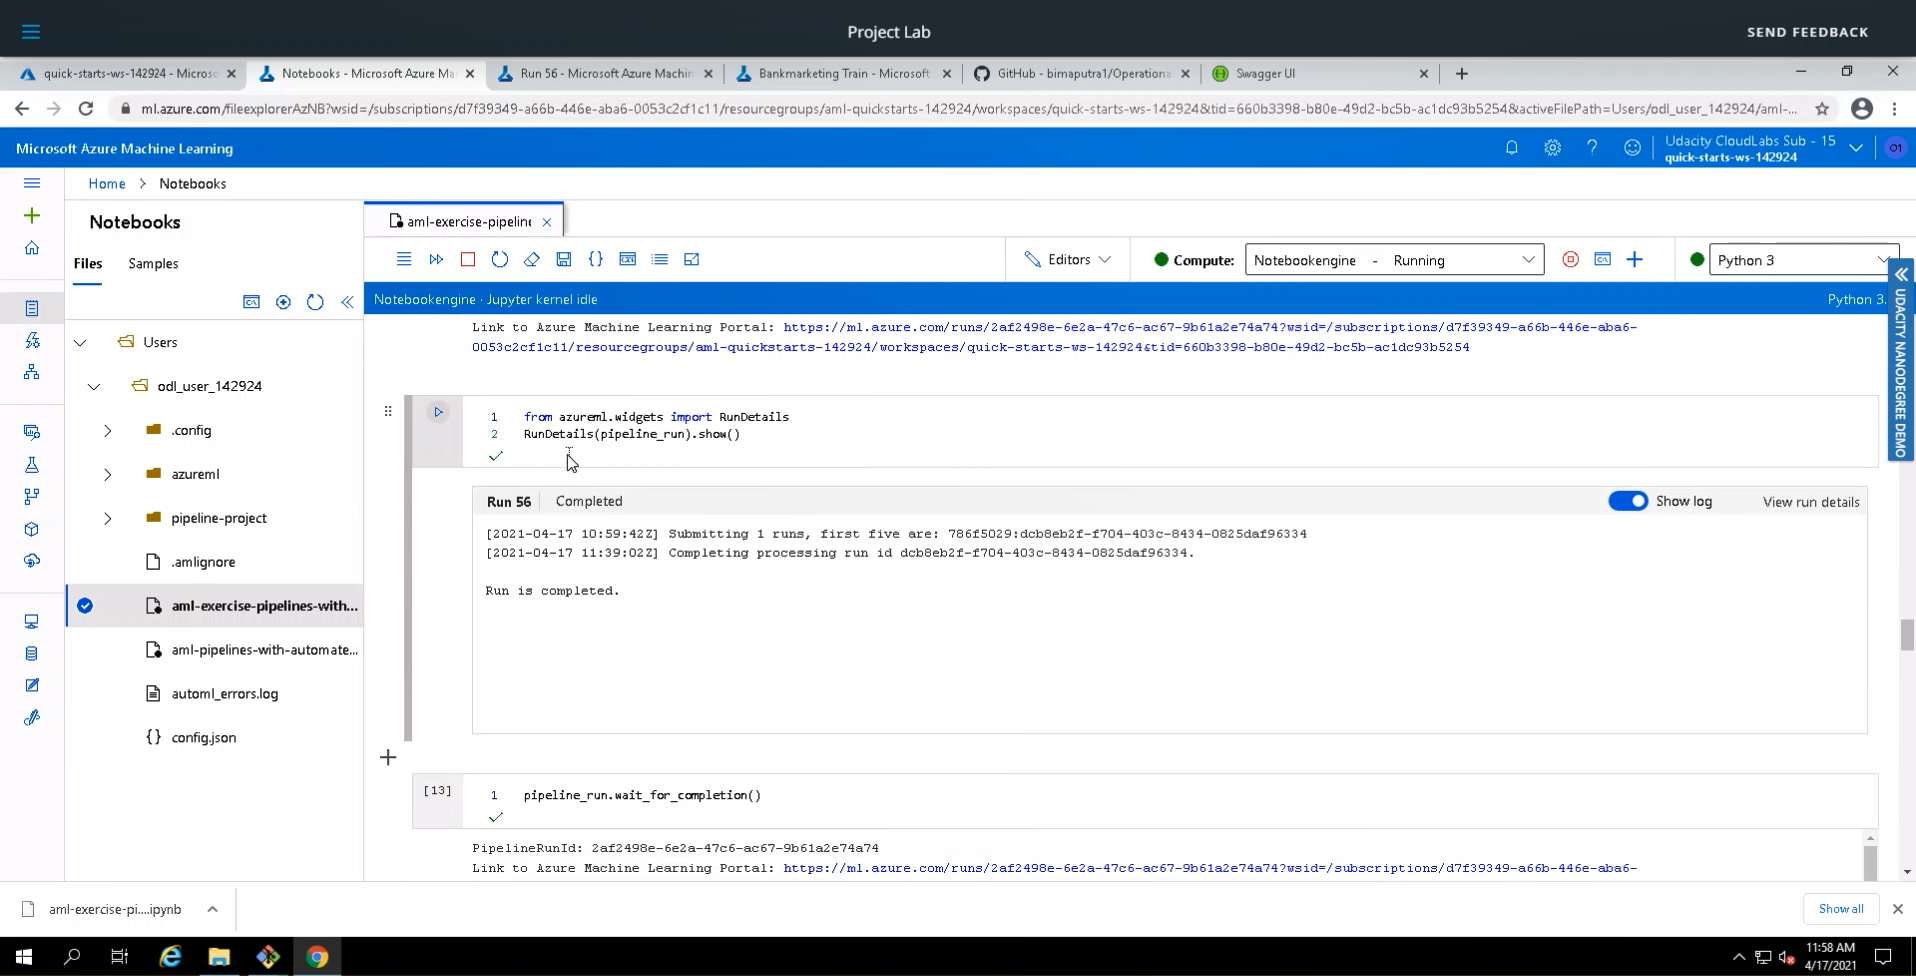 Project Lab
SEND FEEDBACK
quick-starts-ws-142924 - Microso
Notebooks - Microsoft Azure Ma
Run 56 - Microsoft Azure Machin
Bankmarketing Train - Microsoft
GitHub - bimaputra1/Operationa
Swagger UI
ml.azure.com/fileexplorerAzNB?wsid=/subscriptions/d7f39349-a66b-446e-aba6-0053c2cf1c11/resourcegroups/aml-quickstarts-142924/workspaces/quick-starts-ws-142924&tid=660b3398-b80e-49d2-bc5b-ac1dc93b5254&activeFilePath=Users/odl_user_142924/aml-...
Microsoft Azure Machine Learning
Udacity CloudLabs Sub - 15
quick-starts-ws-142924
O1
Home > Notebooks
Notebooks
Files
Samples
Users
odl_user_142924
.config
azureml
pipeline-project
.amlignore
aml-exercise-pipelines-with...
aml-pipelines-with-automate...
automl_errors.log
config.json
aml-exercise-pipeline
Editors
Compute:
Notebookengine - Running
Python 3
Notebookengine · Jupyter kernel idle
Python 3.
UDACITY NANODEGREE DEMO
Link to Azure Machine Learning Portal: https://ml.azure.com/runs/2af2498e-6e2a-47c6-ac67-9b61a2e74a74?wsid=/subscriptions/d7f39349-a66b-446e-aba6-
0053c2cf1c11/resourcegroups/aml-quickstarts-142924/workspaces/quick-starts-ws-142924&tid=660b3398-b80e-49d2-bc5b-ac1dc93b5254
1 from azureml.widgets import RunDetails
2 RunDetails(pipeline_run).show()
Run 56
Completed
Show log
View run details
[2021-04-17 10:59:42Z] Submitting 1 runs, first five are: 786f5029:dcb8eb2f-f704-403c-8434-0825daf96334
[2021-04-17 11:39:02Z] Completing processing run id dcb8eb2f-f704-403c-8434-0825daf96334.
Run is completed.
[13]
1 pipeline_run.wait_for_completion()
PipelineRunId: 2af2498e-6e2a-47c6-ac67-9b61a2e74a74
Link to Azure Machine Learning Portal: https://ml.azure.com/runs/2af2498e-6e2a-47c6-ac67-9b61a2e74a74?wsid=/subscriptions/d7f39349-a66b-446e-aba6-
aml-exercise-pi....ipynb
Show all
11:58 AM
4/17/2021